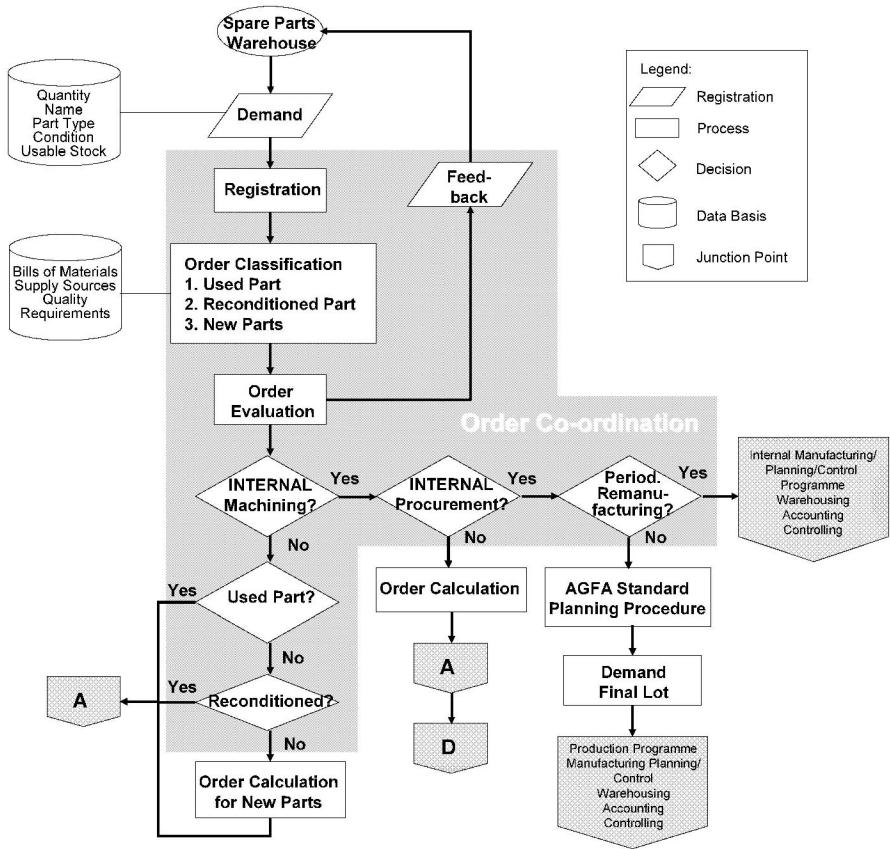 Spare Parts
Warehouse
Quantity
Name
Part Type
Condition
Usable Stock
Demand
Legend:
Registration
Process
Decision
Data Basis
Junction Point
Registration
Feed-
back
Bills of Materials
Supply Sources
Quality
Requirements
Order Classification
1. Used Part
2. Reconditioned Part
3. New Parts
Order
Evaluation
Order Co-ordination
INTERNAL
Machining?
Yes
INTERNAL
Procurement?
Yes
Period.
Remanu-
facturing?
Yes
Internal Manufacturing/
Planning/Control
Programme
Warehousing
Accounting
Controlling
No
No
No
Yes
Used Part?
Order Calculation
AGFA Standard
Planning Procedure
No
A
Demand
Final Lot
A
Yes
Reconditioned?
D
No
Order Calculation
for New Parts
Production Programme
Manufacturing Planning/
Control
Warehousing
Accounting
Controlling